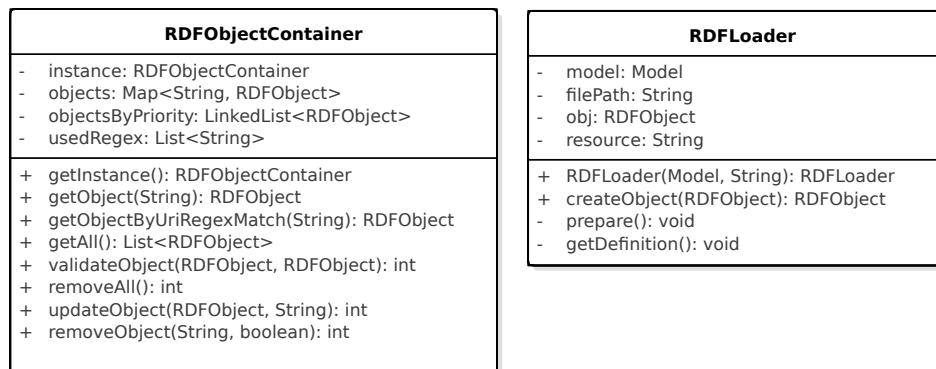 RDFObjectContainer
- instance: RDFObjectContainer
- objects: Map<String, RDFObject>
- objectsByPriority: LinkedList<RDFObject>
- usedRegex: List<String>
+ getInstance(): RDFObjectContainer
+ getObject(String): RDFObject
+ getObjectByUriRegexMatch(String): RDFObject
+ getAll(): List<RDFObject>
+ validateObject(RDFObject, RDFObject): int
+ removeAll(): int
+ updateObject(RDFObject, String): int
+ removeObject(String, boolean): int
RDFLoader
- model: Model
- filePath: String
- obj: RDFObject
- resource: String
+ RDFLoader(Model, String): RDFLoader
+ createObject(RDFObject): RDFObject
- prepare(): void
- getDefinition(): void